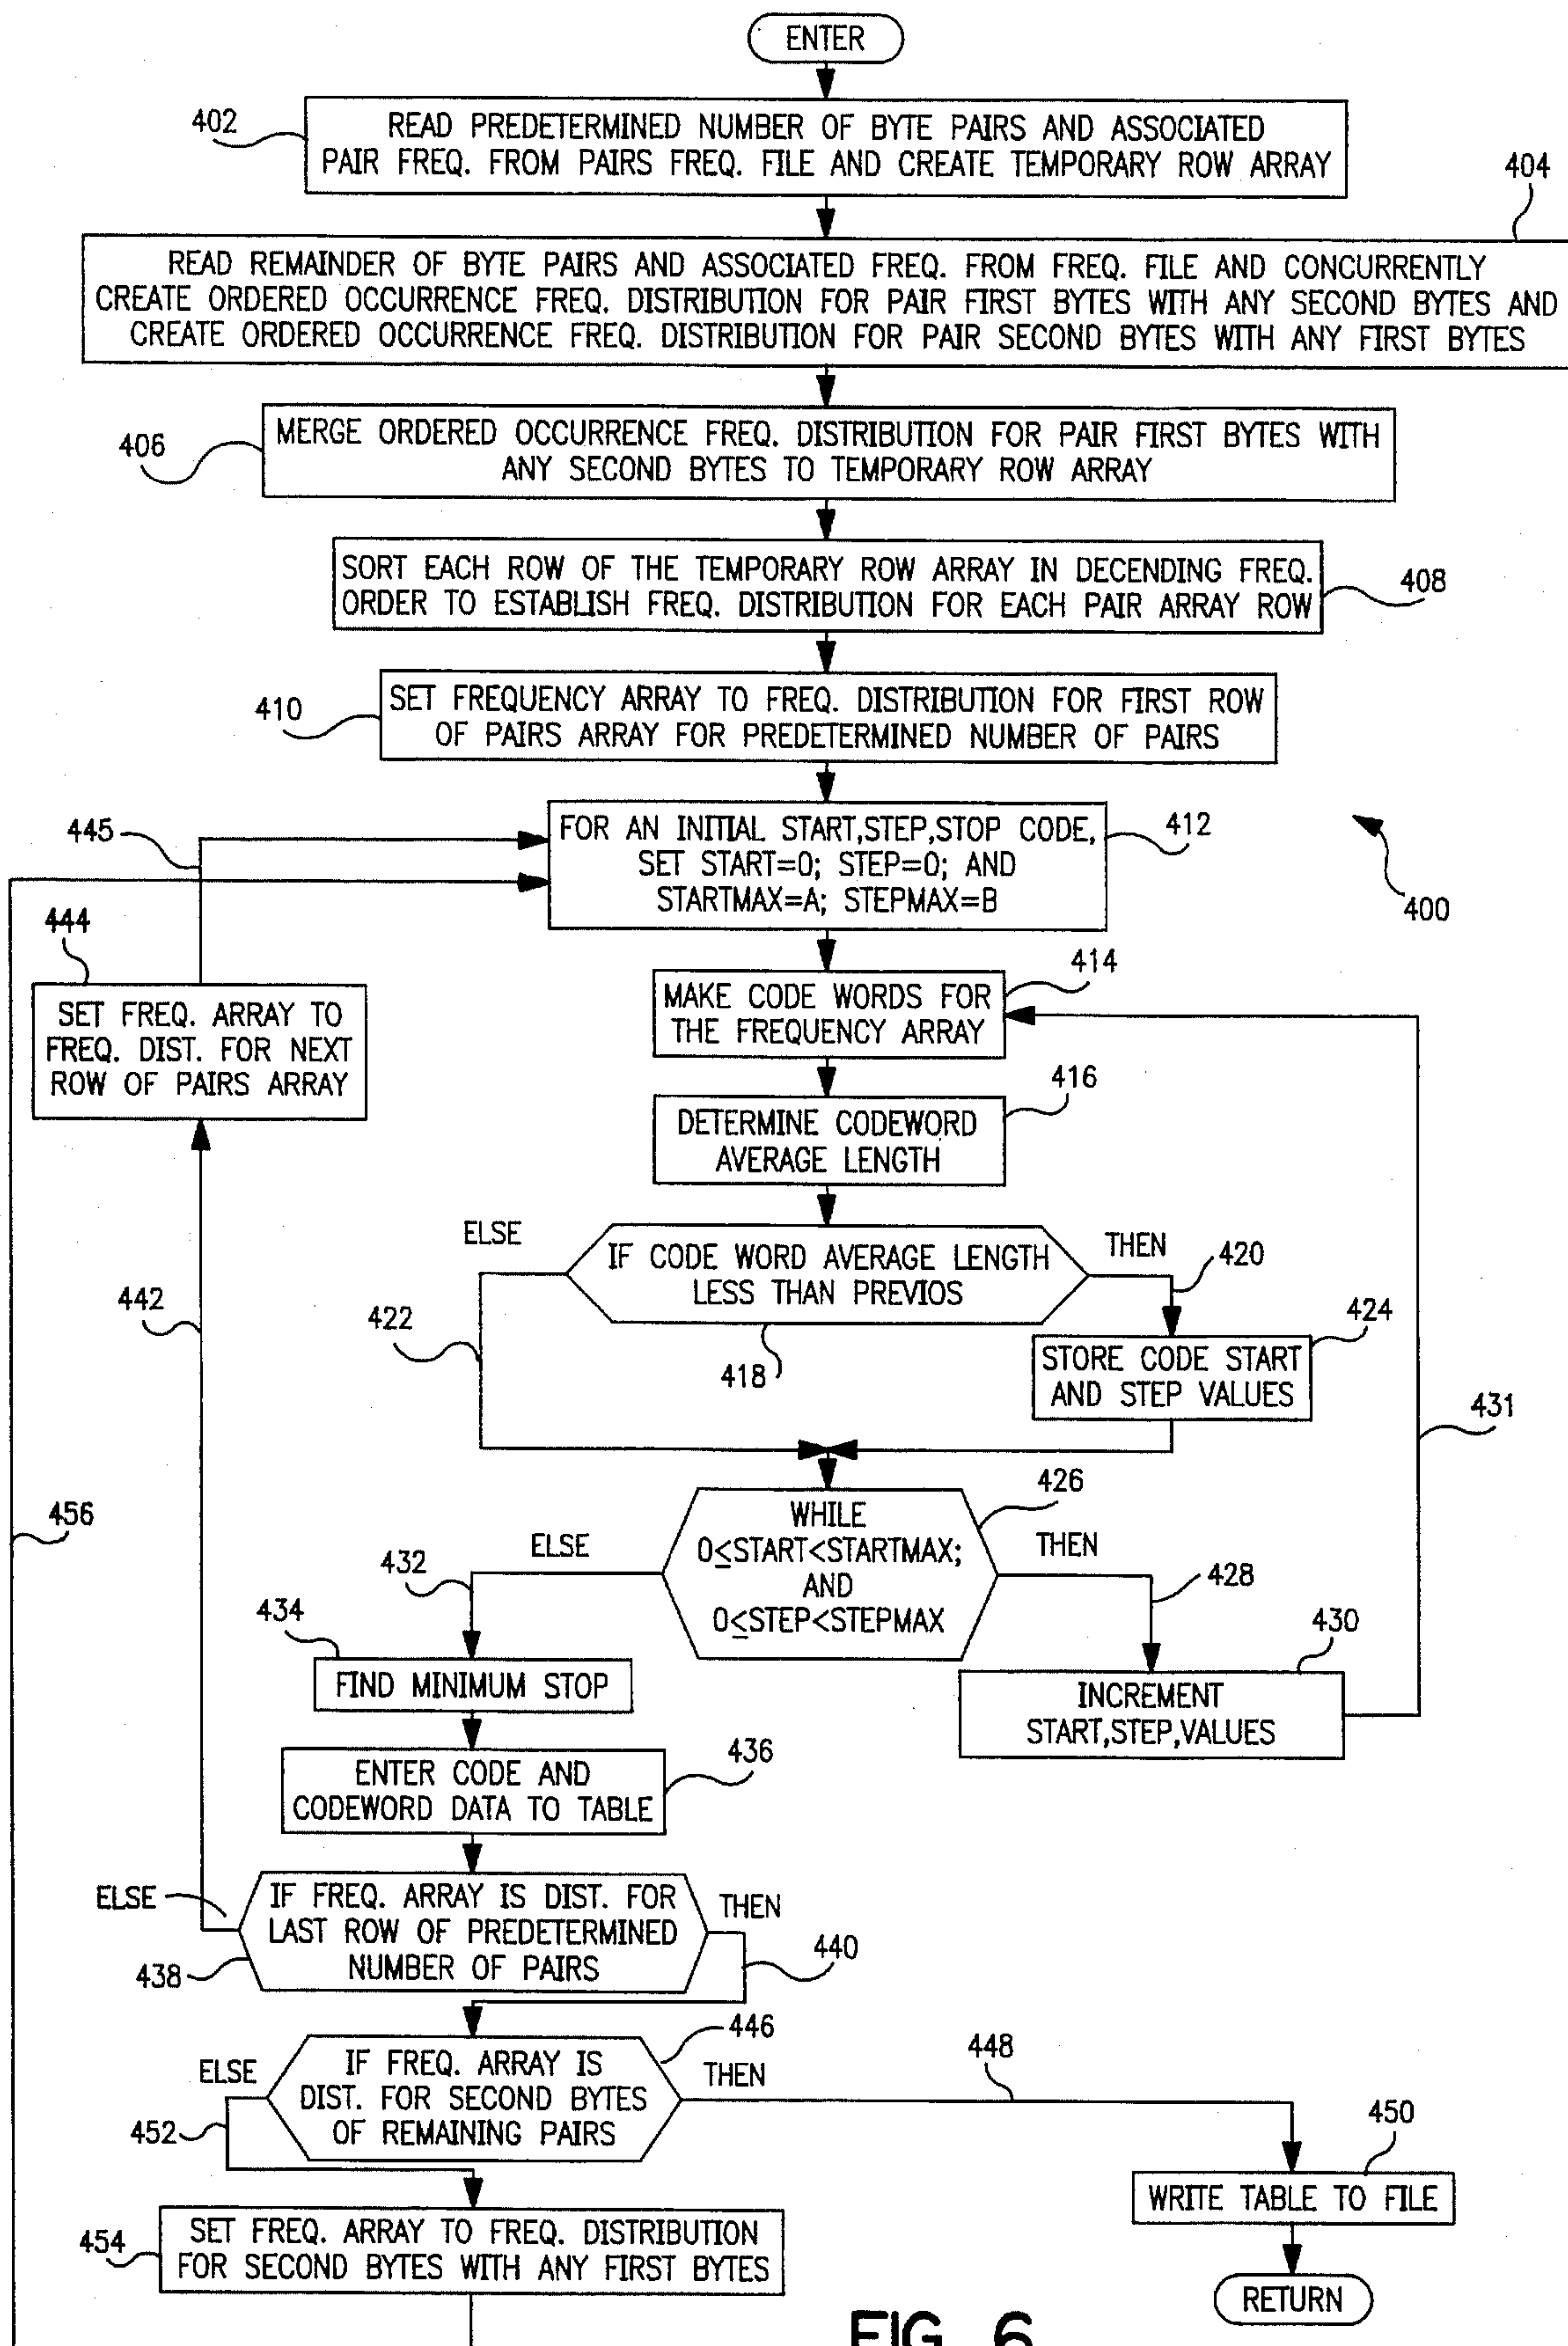 ENTER
402
READ PREDETERMINED NUMBER OF BYTE PAIRS AND ASSOCIATED
PAIR FREQ. FROM PAIRS FREQ. FILE AND CREATE TEMPORARY ROW ARRAY
404
READ REMAINDER OF BYTE PAIRS AND ASSOCIATED FREQ. FROM FREQ. FILE AND CONCURRENTLY
CREATE ORDERED OCCURRENCE FREQ. DISTRIBUTION FOR PAIR FIRST BYTES WITH ANY SECOND BYTES AND
CREATE ORDERED OCCURRENCE FREQ. DISTRIBUTION FOR PAIR SECOND BYTES WITH ANY FIRST BYTES
406
MERGE ORDERED OCCURRENCE FREQ. DISTRIBUTION FOR PAIR FIRST BYTES WITH
ANY SECOND BYTES TO TEMPORARY ROW ARRAY
SORT EACH ROW OF THE TEMPORARY ROW ARRAY IN DECENDING FREQ.
ORDER TO ESTABLISH FREQ. DISTRIBUTION FOR EACH PAIR ARRAY ROW
408
410
SET FREQUENCY ARRAY TO FREQ. DISTRIBUTION FOR FIRST ROW
OF PAIRS ARRAY FOR PREDETERMINED NUMBER OF PAIRS
445
FOR AN INITIAL START,STEP,STOP CODE,
SET START=0; STEP=0; AND
STARTMAX=A; STEPMAX=B
412
400
444
SET FREQ. ARRAY TO
FREQ. DIST. FOR NEXT
ROW OF PAIRS ARRAY
414
MAKE CODE WORDS FOR
THE FREQUENCY ARRAY
416
DETERMINE CODEWORD
AVERAGE LENGTH
ELSE
IF CODE WORD AVERAGE LENGTH
LESS THAN PREVIOS
THEN
420
442
422
418
424
STORE CODE START
AND STEP VALUES
431
456
426
WHILE
0≤START<STARTMAX;
AND
0≤STEP<STEPMAX
ELSE
THEN
432
428
434
FIND MINIMUM STOP
430
INCREMENT
START,STEP,VALUES
436
ENTER CODE AND
CODEWORD DATA TO TABLE
ELSE
IF FREQ. ARRAY IS DIST. FOR
LAST ROW OF PREDETERMINED
NUMBER OF PAIRS
THEN
438
440
446
ELSE
IF FREQ. ARRAY IS
DIST. FOR SECOND BYTES
OF REMAINING PAIRS
THEN
448
452
450
WRITE TABLE TO FILE
454
SET FREQ. ARRAY TO FREQ. DISTRIBUTION
FOR SECOND BYTES WITH ANY FIRST BYTES
RETURN
FIG. 6